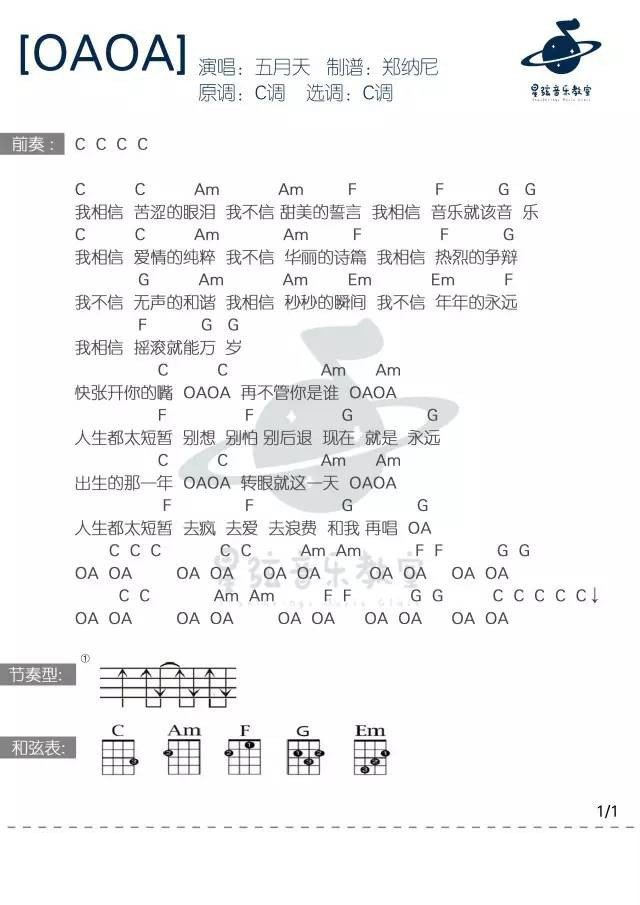 [OAOA] 演唱：五月天 制谱：郑纳尼
原调：C调 选调：C调
星弦音乐教室
前奏： C C C C
C C Am Am F F G G
我相信 苦涩的眼泪 我不信 甜美的誓言 我相信 音乐就该音 乐
C C Am Am F F G
我相信 爱情的纯粹 我不信 华丽的诗篇 我相信 热烈的争辩
G Am Am Em Em F
我不信 无声的和谐 我相信 秒秒的瞬间 我不信 年年的永远
F G G
我相信 摇滚就能万 岁
C C Am Am
快张开你的嘴 OAOA 再不管你是谁 OAOA
F F G G
人生都太短暂 别想 别怕 别后退 现在 就是 永远
C C Am Am
出生的那一年 OAOA 转眼就这一天 OAOA
F F G G
人生都太短暂 去疯 去爱 去浪费 和我 再唱 OA
C C C C C Am Am F F G G
OA OA OA OA OA OA OA OA OA OA
星弦音乐教室
C C Am Am F F G G C C C C C↓
OA OA OA OA OA OA OA OA OA OA
节奏型: ①
和弦表: C Am F G Em
3 2 2 1 1 2 3 1 2 3
1/1